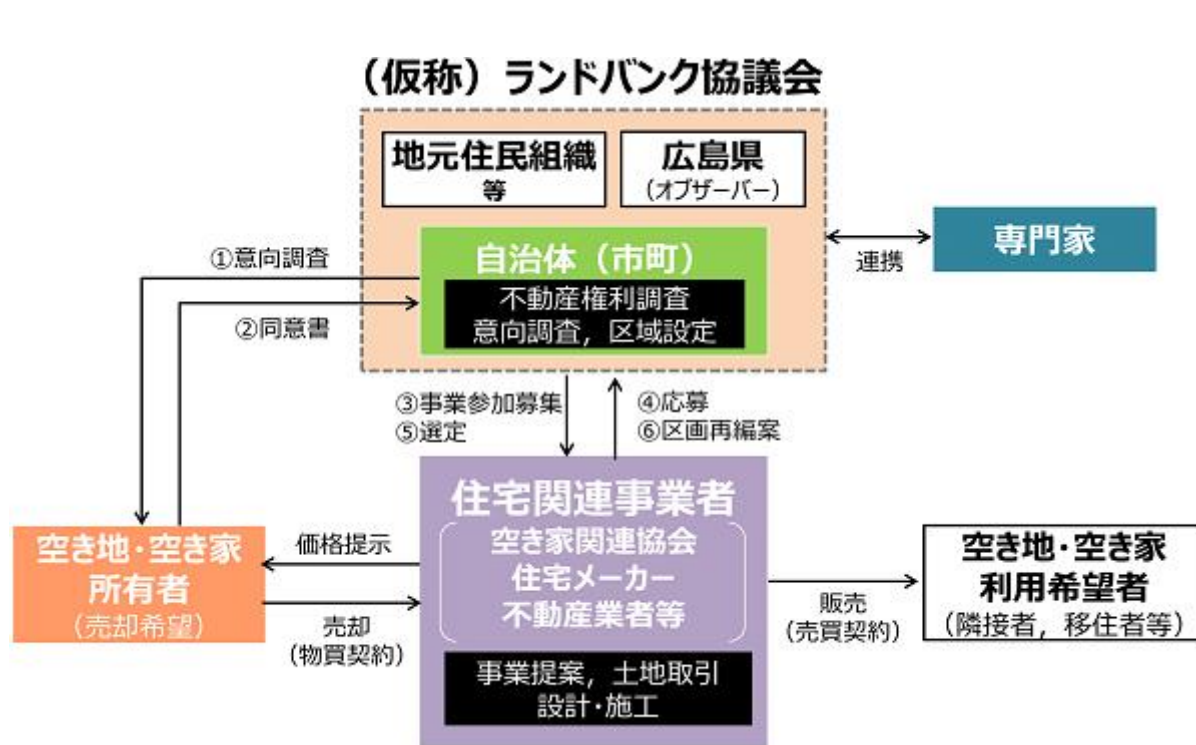 （仮称）ランドバンク協議会
地元住民組織
等
広島県
（オブザーバー）
自治体（市町）
不動産権利調査
意向調査，区域設定
専門家
連携
①意向調査
②同意書
③事業参加募集
⑤選定
④応募
⑥区画再編案
住宅関連事業者
空き家関連協会
住宅メーカー
不動産業者等
事業提案，土地取引
設計・施工
空き地・空き家
所有者
（売却希望）
価格提示
売却
（物買契約）
販売
（売買契約）
空き地・空き家
利用希望者
（隣接者，移住者等）